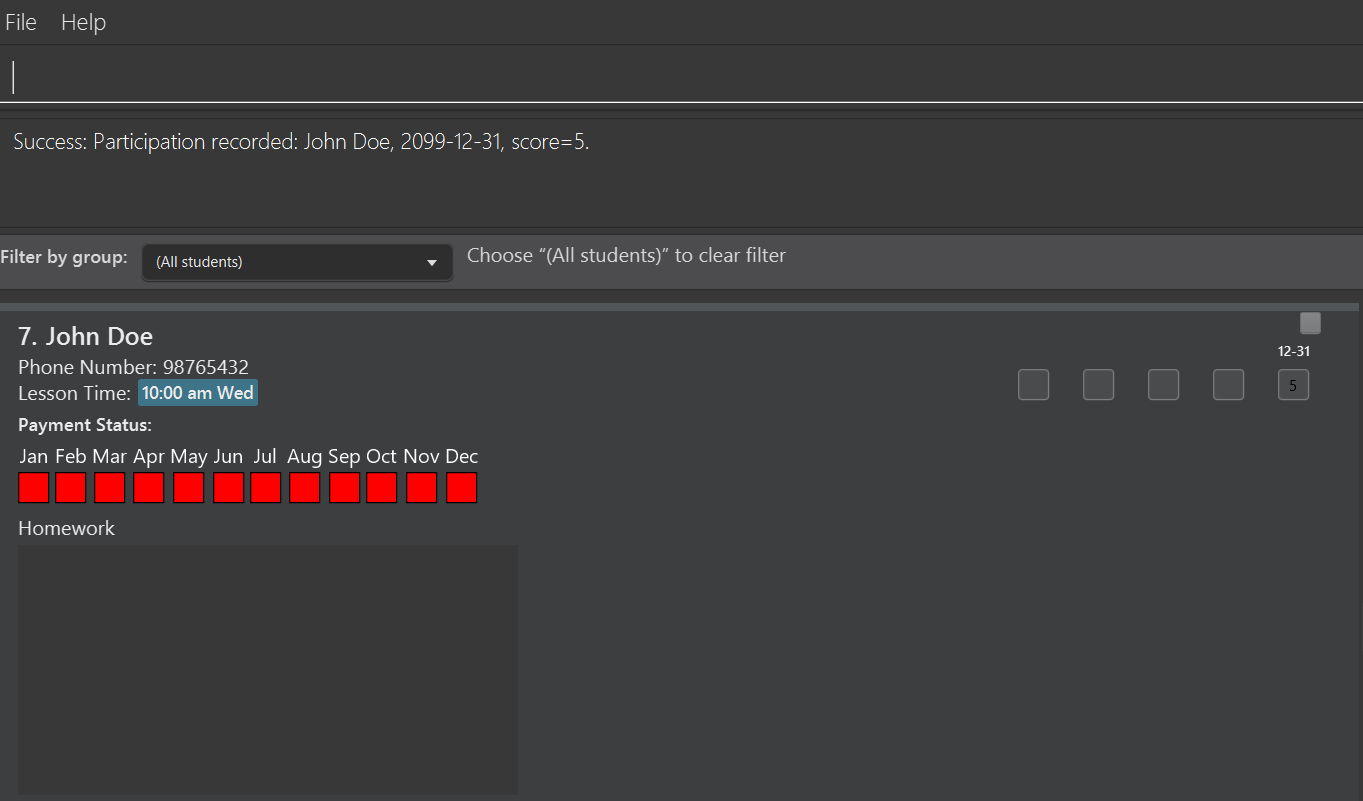 File Help
Success: Participation recorded: John Doe, 2099-12-31, score=5.
Filter by group: (All students) Choose “(All students)” to clear filter
7. John Doe
Phone Number: 98765432
12-31
Lesson Time: 10:00 am Wed
5
Payment Status:
Jan Feb Mar Apr May Jun Jul Aug Sep Oct Nov Dec
Homework